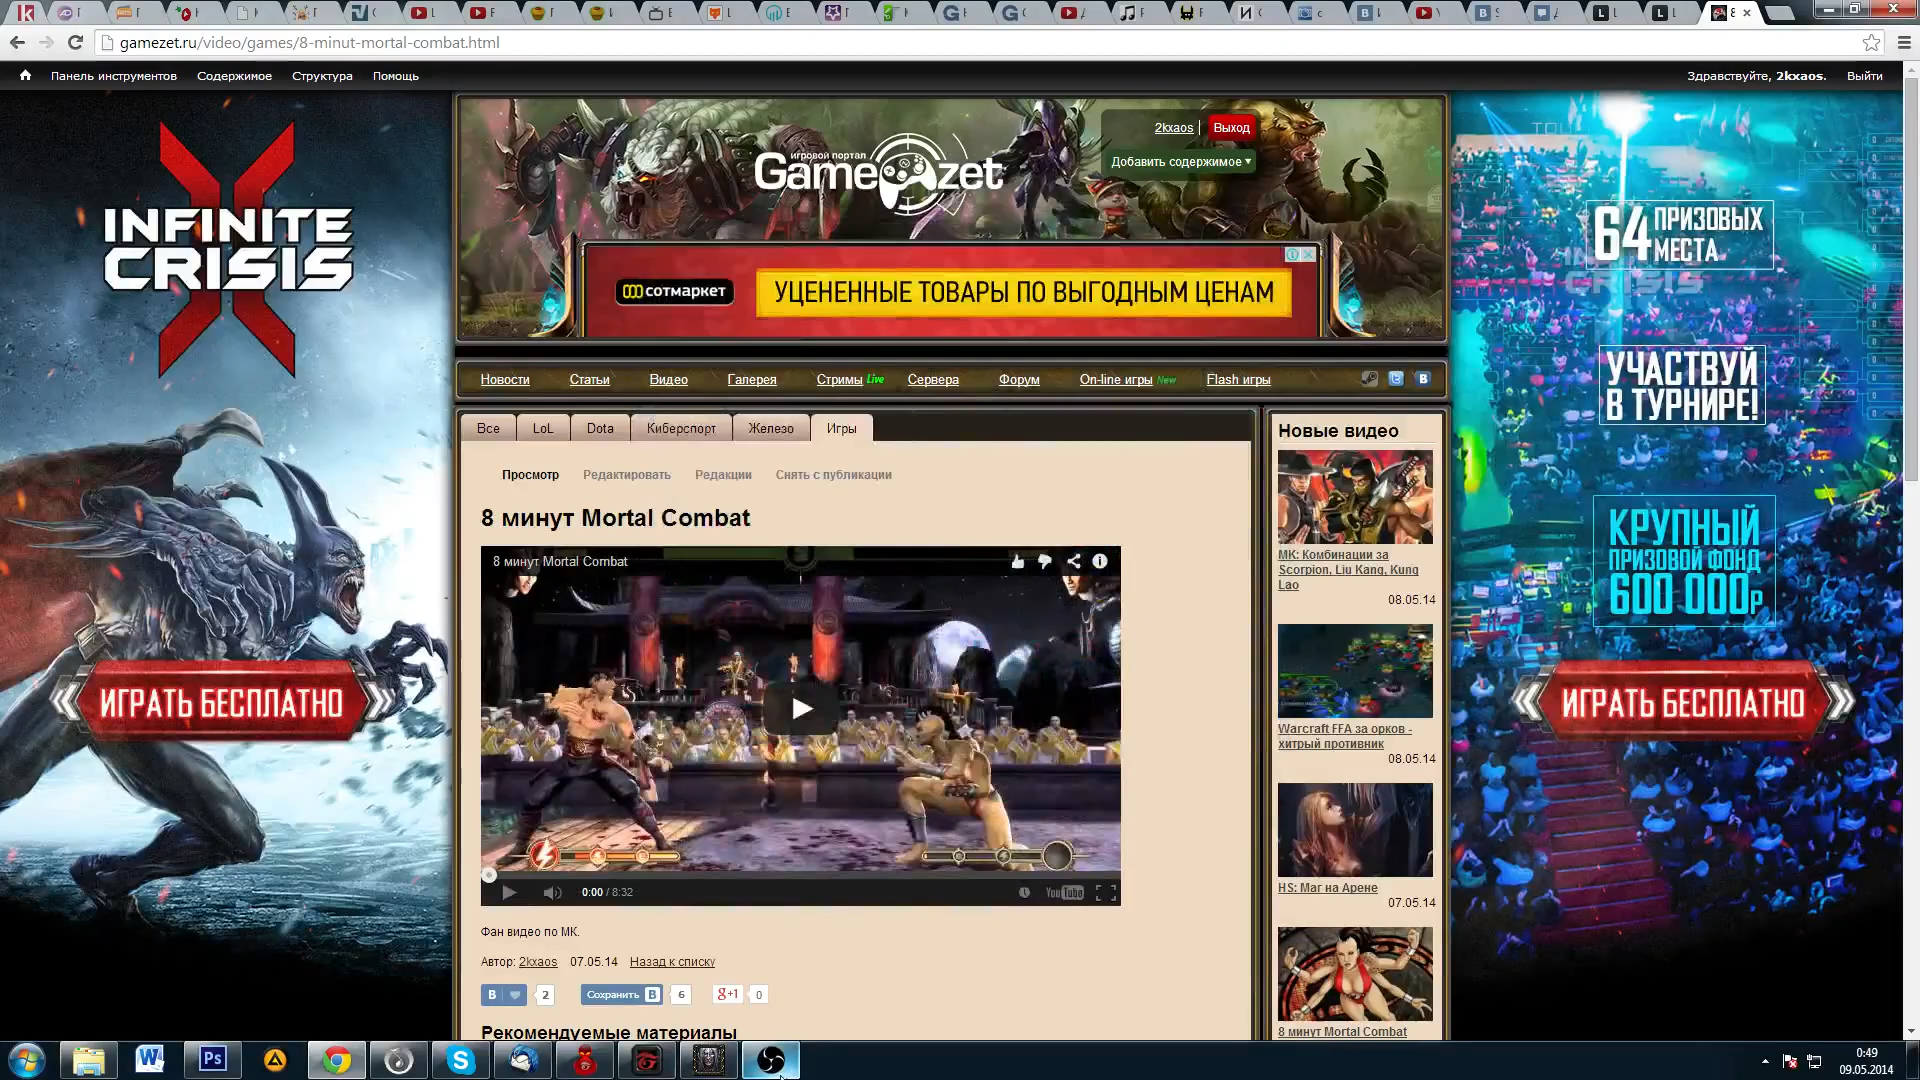 gamezet.ru/video/games/8-minut-mortal-combat.html
Панель инструментов Содержимое Структура Помощь
Здравствуйте, 2kxaos. Выйти
INFINITE
CRISIS
ИГРАТЬ БЕСПЛАТНО
игровой портал
GameZzet
2kxaos | Выход
Добавить содержимое
сотмаркет
УЦЕНЕННЫЕ ТОВАРЫ ПО ВЫГОДНЫМ ЦЕНАМ
Новости Статьи Видео Галерея Стримы Live Сервера Форум On-line игры New Flash игры
Все LoL Dota Киберспорт Железо Игры
Просмотр Редактировать Редакции Снять с публикации
8 минут Mortal Combat
8 минут Mortal Combat
0:00 / 8:32
YouTube
Фан видео по МК.
Автор: 2kxaos 07.05.14 Назад к списку
В 2 Сохранить В 6 g+1 0
Рекомендуемые материалы
Новые видео
МК: Комбинации за
Scorpion, Liu Kang, Kung
Lao
08.05.14
Warcraft FFA за орков -
хитрый противник
08.05.14
HS: Маг на Арене
07.05.14
8 минут Mortal Combat
64 ПРИЗОВЫХ
МЕСТА
CRISIS
УЧАСТВУЙ
В ТУРНИРЕ!
КРУПНЫЙ
ПРИЗОВОЙ ФОНД
600 000р
ИГРАТЬ БЕСПЛАТНО
0:49
09.05.2014